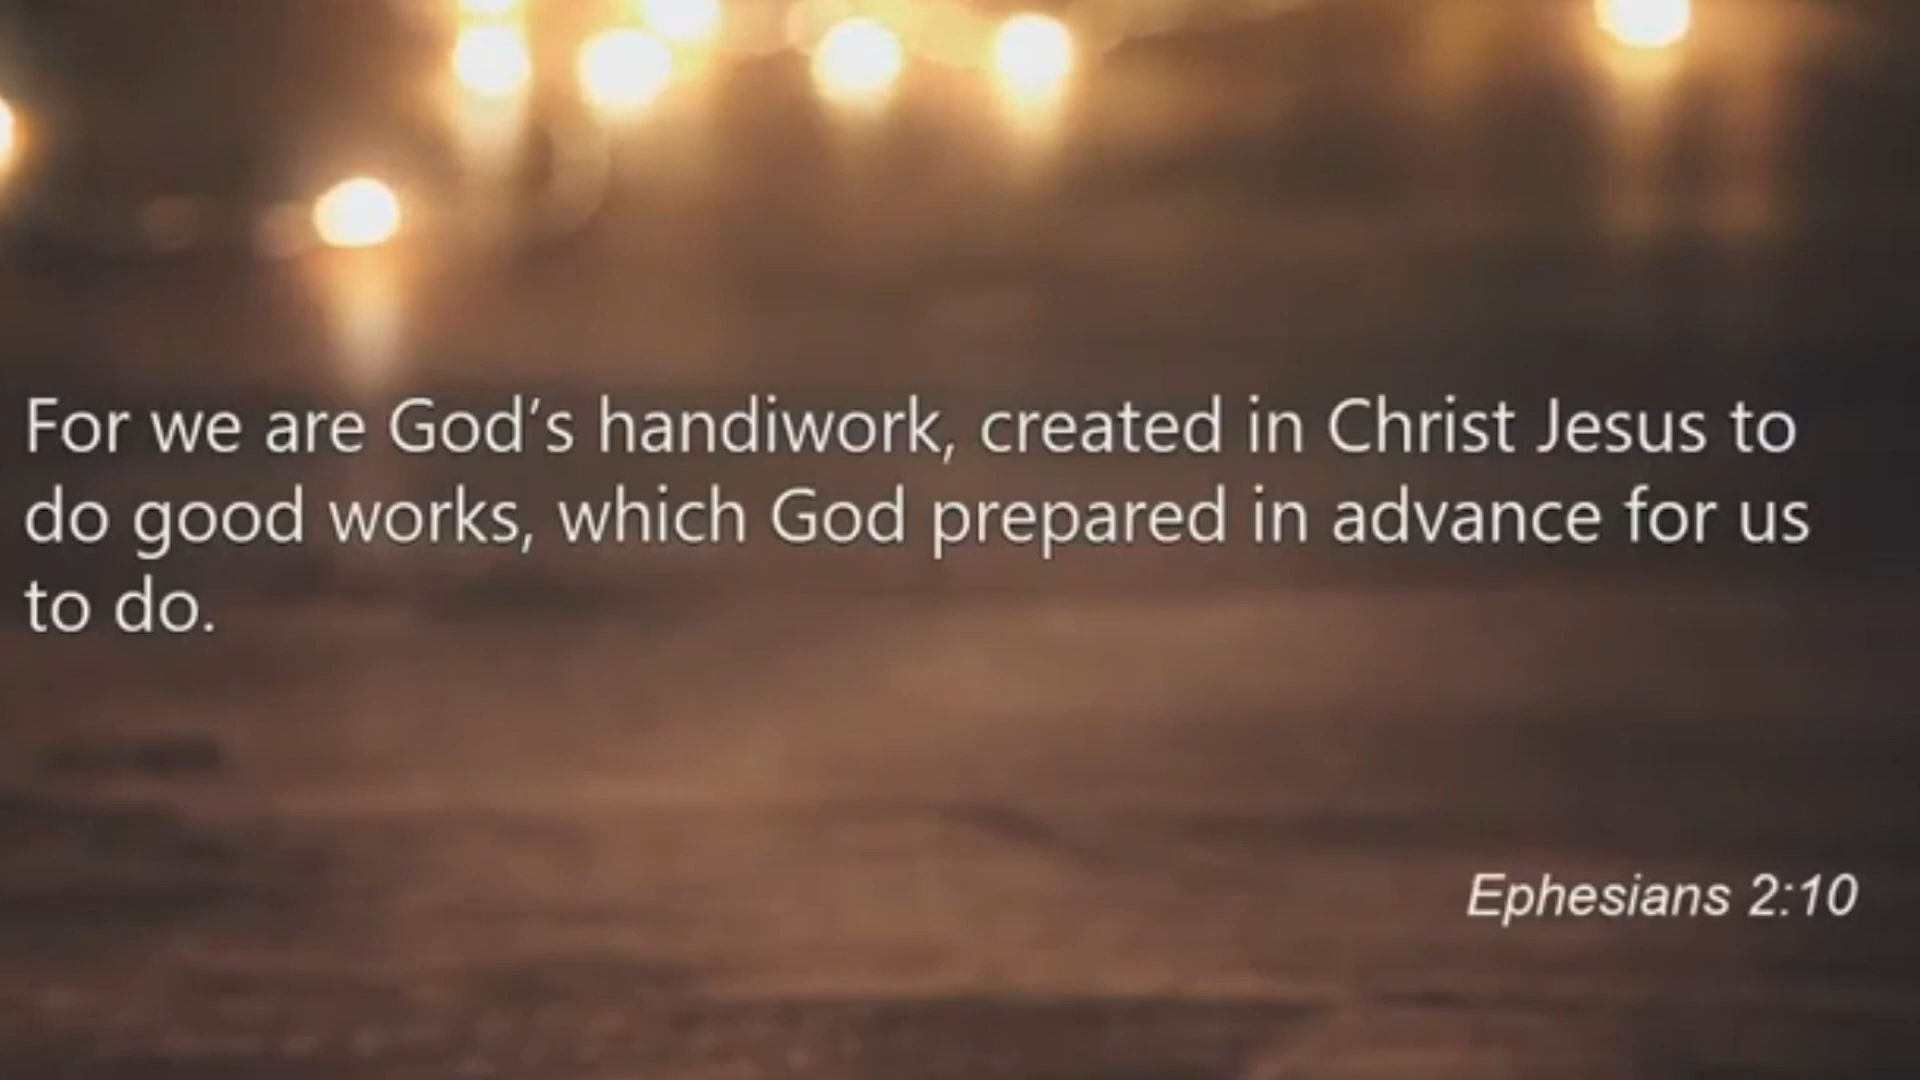 For we are God’s handiwork, created in Christ Jesus to
do good works, which God prepared in advance for us
to do.
Ephesians 2:10